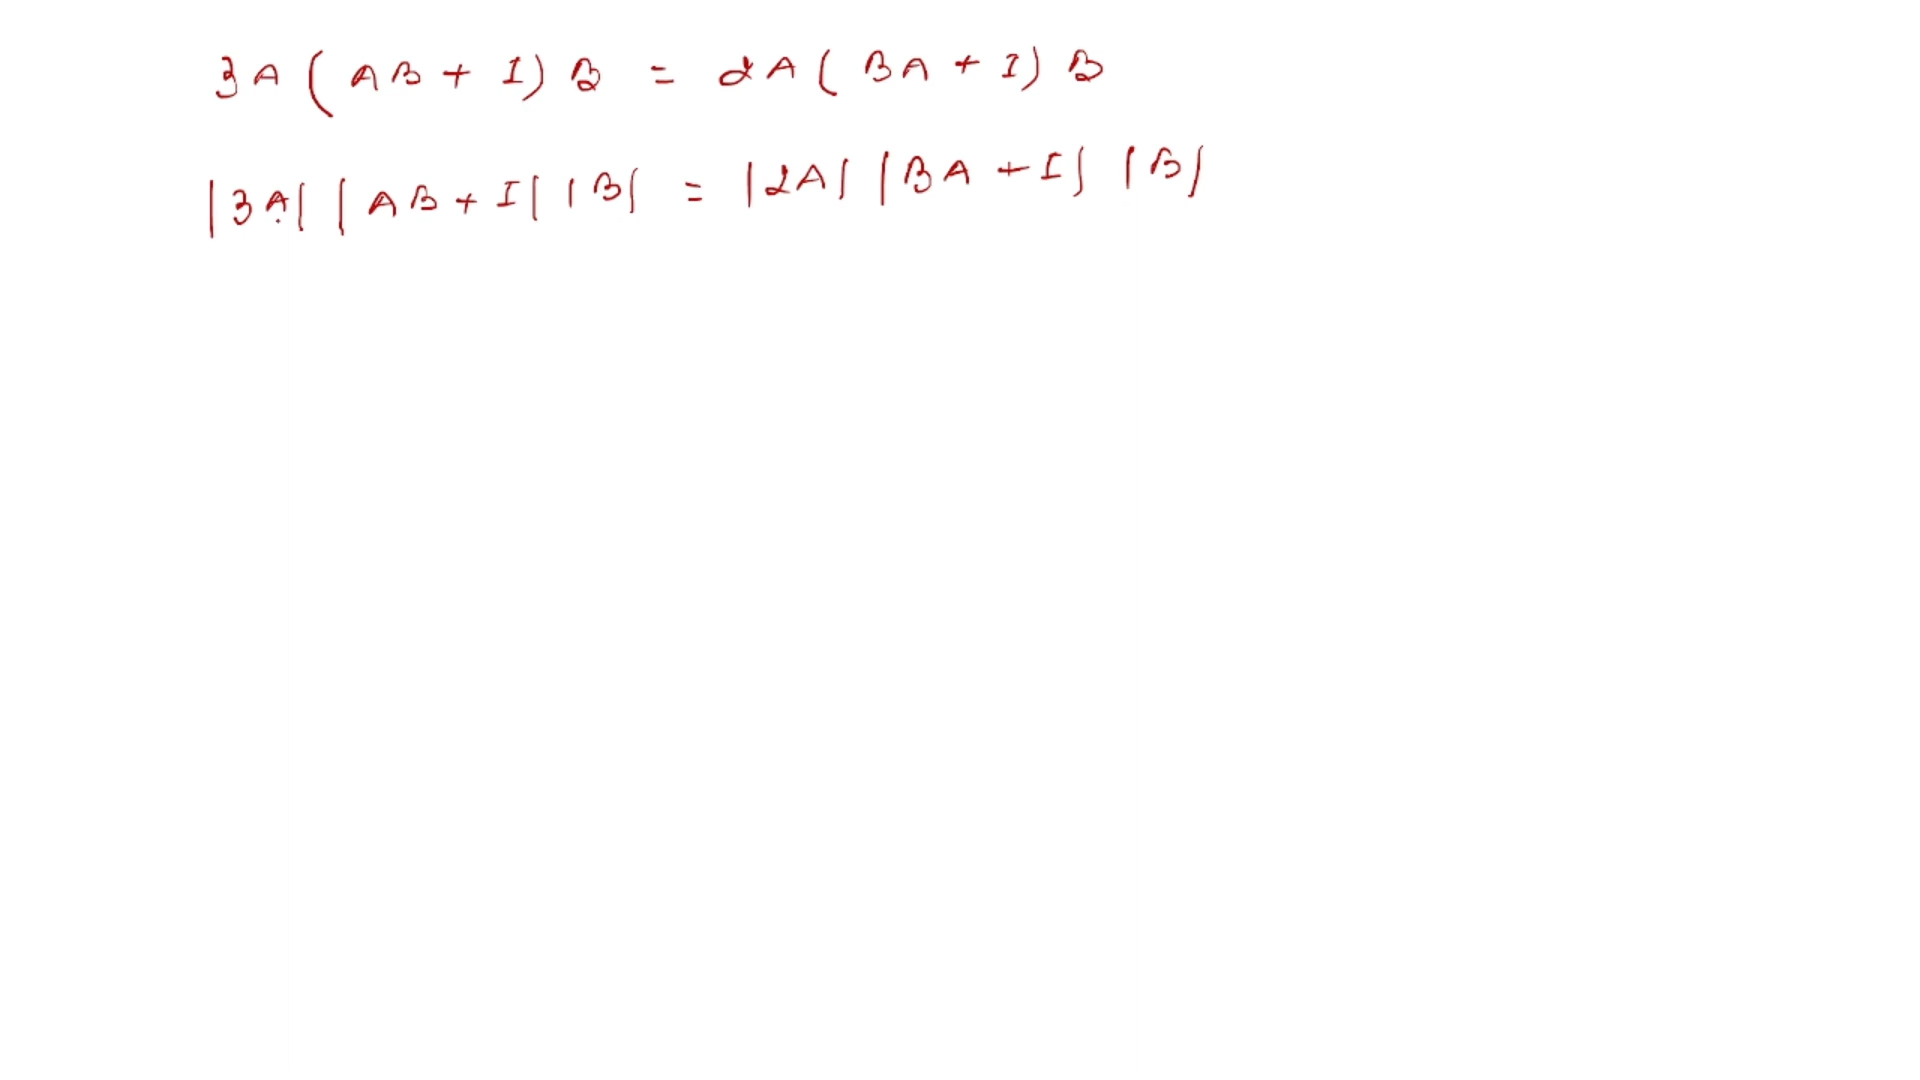 3A(AB + I)B = 2A(BA + I)B
|3A| |AB + I| |B| = |2A| |BA + I| |B|